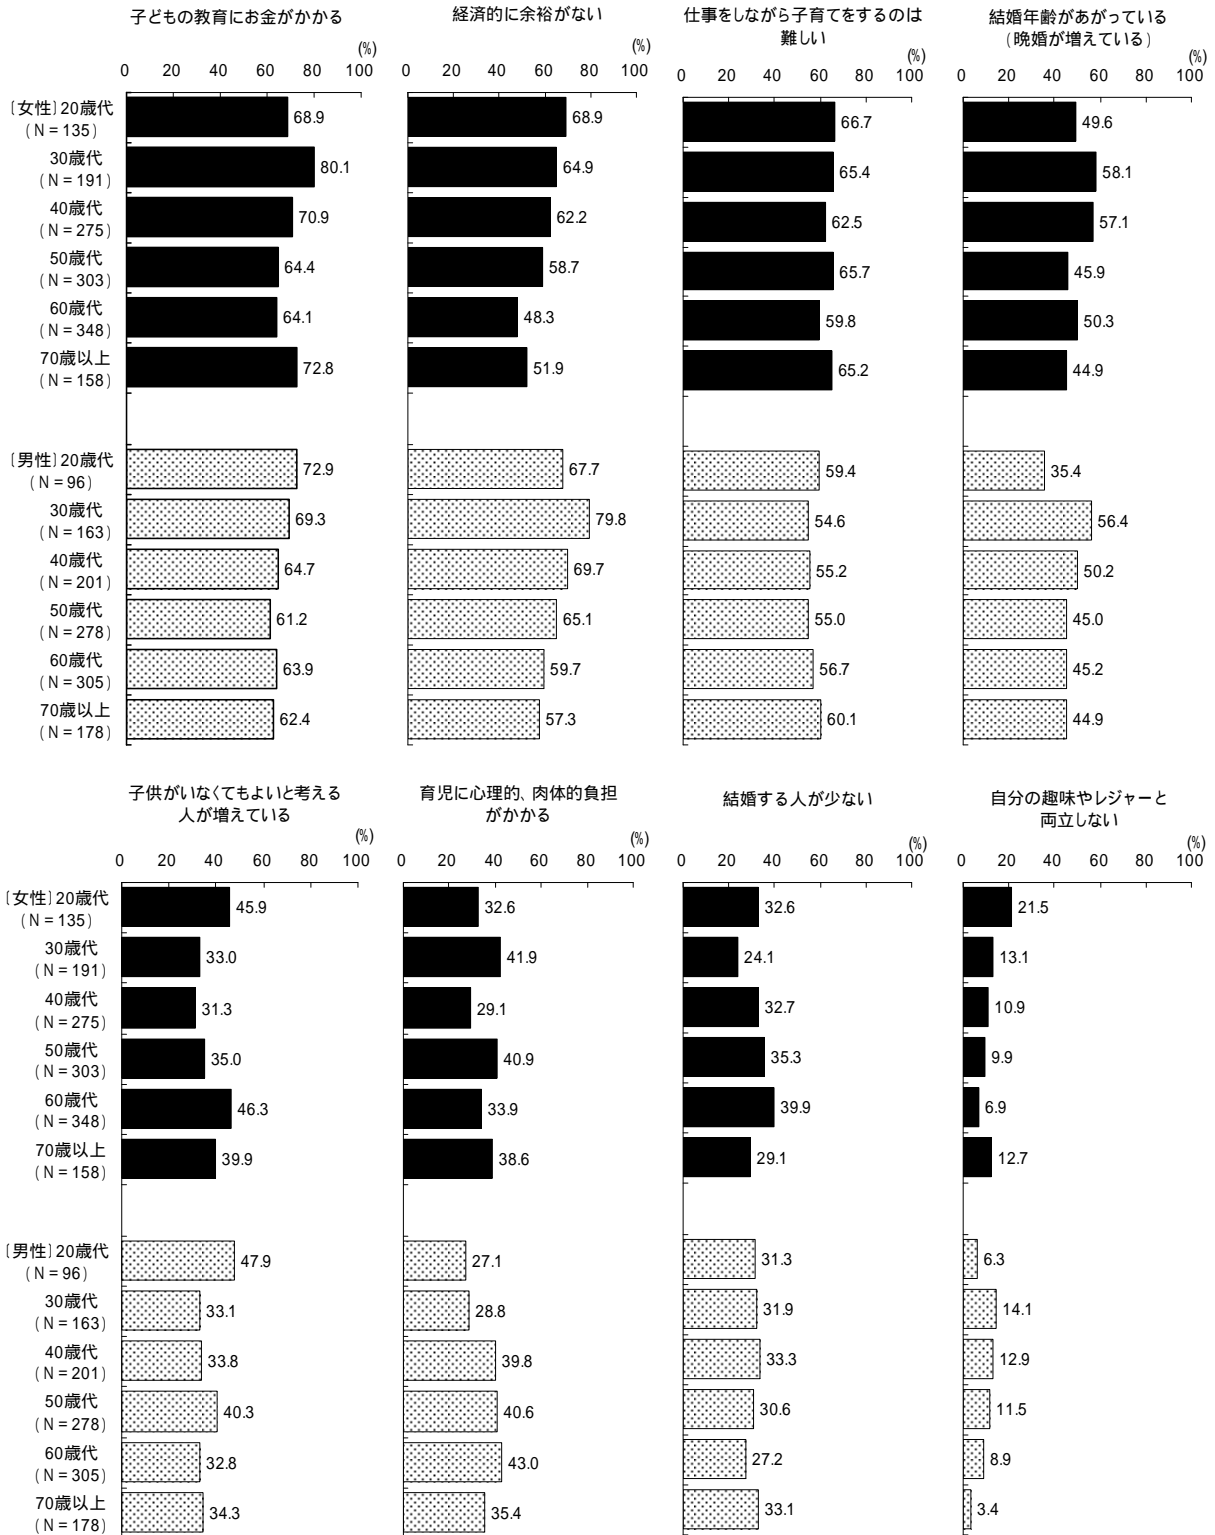 子どもの教育にお金がかかる
経済的に余裕がない
仕事をしながら子育てをするのは
難しい
結婚年齢があがっている
(晩婚が増えている)
(%)
(%)
(%)
(%)
0 20 40 60 80 100
0 20 40 60 80 100
0 20 40 60 80 100
0 20 40 60 80 100
[女性]20歳代
(N=135)
68.9 68.9 66.7 49.6
30歳代
(N=191)
80.1 64.9 65.4 58.1
40歳代
(N=275)
70.9 62.2 62.5 57.1
50歳代
(N=303)
64.4 58.7 65.7 45.9
60歳代
(N=348)
64.1 48.3 59.8 50.3
70歳以上
(N=158)
72.8 51.9 65.2 44.9
[男性]20歳代
(N=96)
72.9 67.7 59.4 35.4
30歳代
(N=163)
69.3 79.8 54.6 56.4
40歳代
(N=201)
64.7 69.7 55.2 50.2
50歳代
(N=278)
61.2 65.1 55.0 45.0
60歳代
(N=305)
63.9 59.7 56.7 45.2
70歳以上
(N=178)
62.4 57.3 60.1 44.9
子供がいなくてもよいと考える
人が増えている
育児に心理的、肉体的負担
がかかる
結婚する人が少ない
自分の趣味やレジャーと
両立しない
(%)
(%)
(%)
(%)
0 20 40 60 80 100
0 20 40 60 80 100
0 20 40 60 80 100
0 20 40 60 80 100
[女性]20歳代
(N=135)
45.9 32.6 32.6 21.5
30歳代
(N=191)
33.0 41.9 24.1 13.1
40歳代
(N=275)
31.3 29.1 32.7 10.9
50歳代
(N=303)
35.0 40.9 35.3 9.9
60歳代
(N=348)
46.3 33.9 39.9 6.9
70歳以上
(N=158)
39.9 38.6 29.1 12.7
[男性]20歳代
(N=96)
47.9 27.1 31.3 6.3
30歳代
(N=163)
33.1 28.8 31.9 14.1
40歳代
(N=201)
33.8 39.8 33.3 12.9
50歳代
(N=278)
40.3 40.6 30.6 11.5
60歳代
(N=305)
32.8 43.0 27.2 8.9
70歳以上
(N=178)
34.3 35.4 33.1 3.4